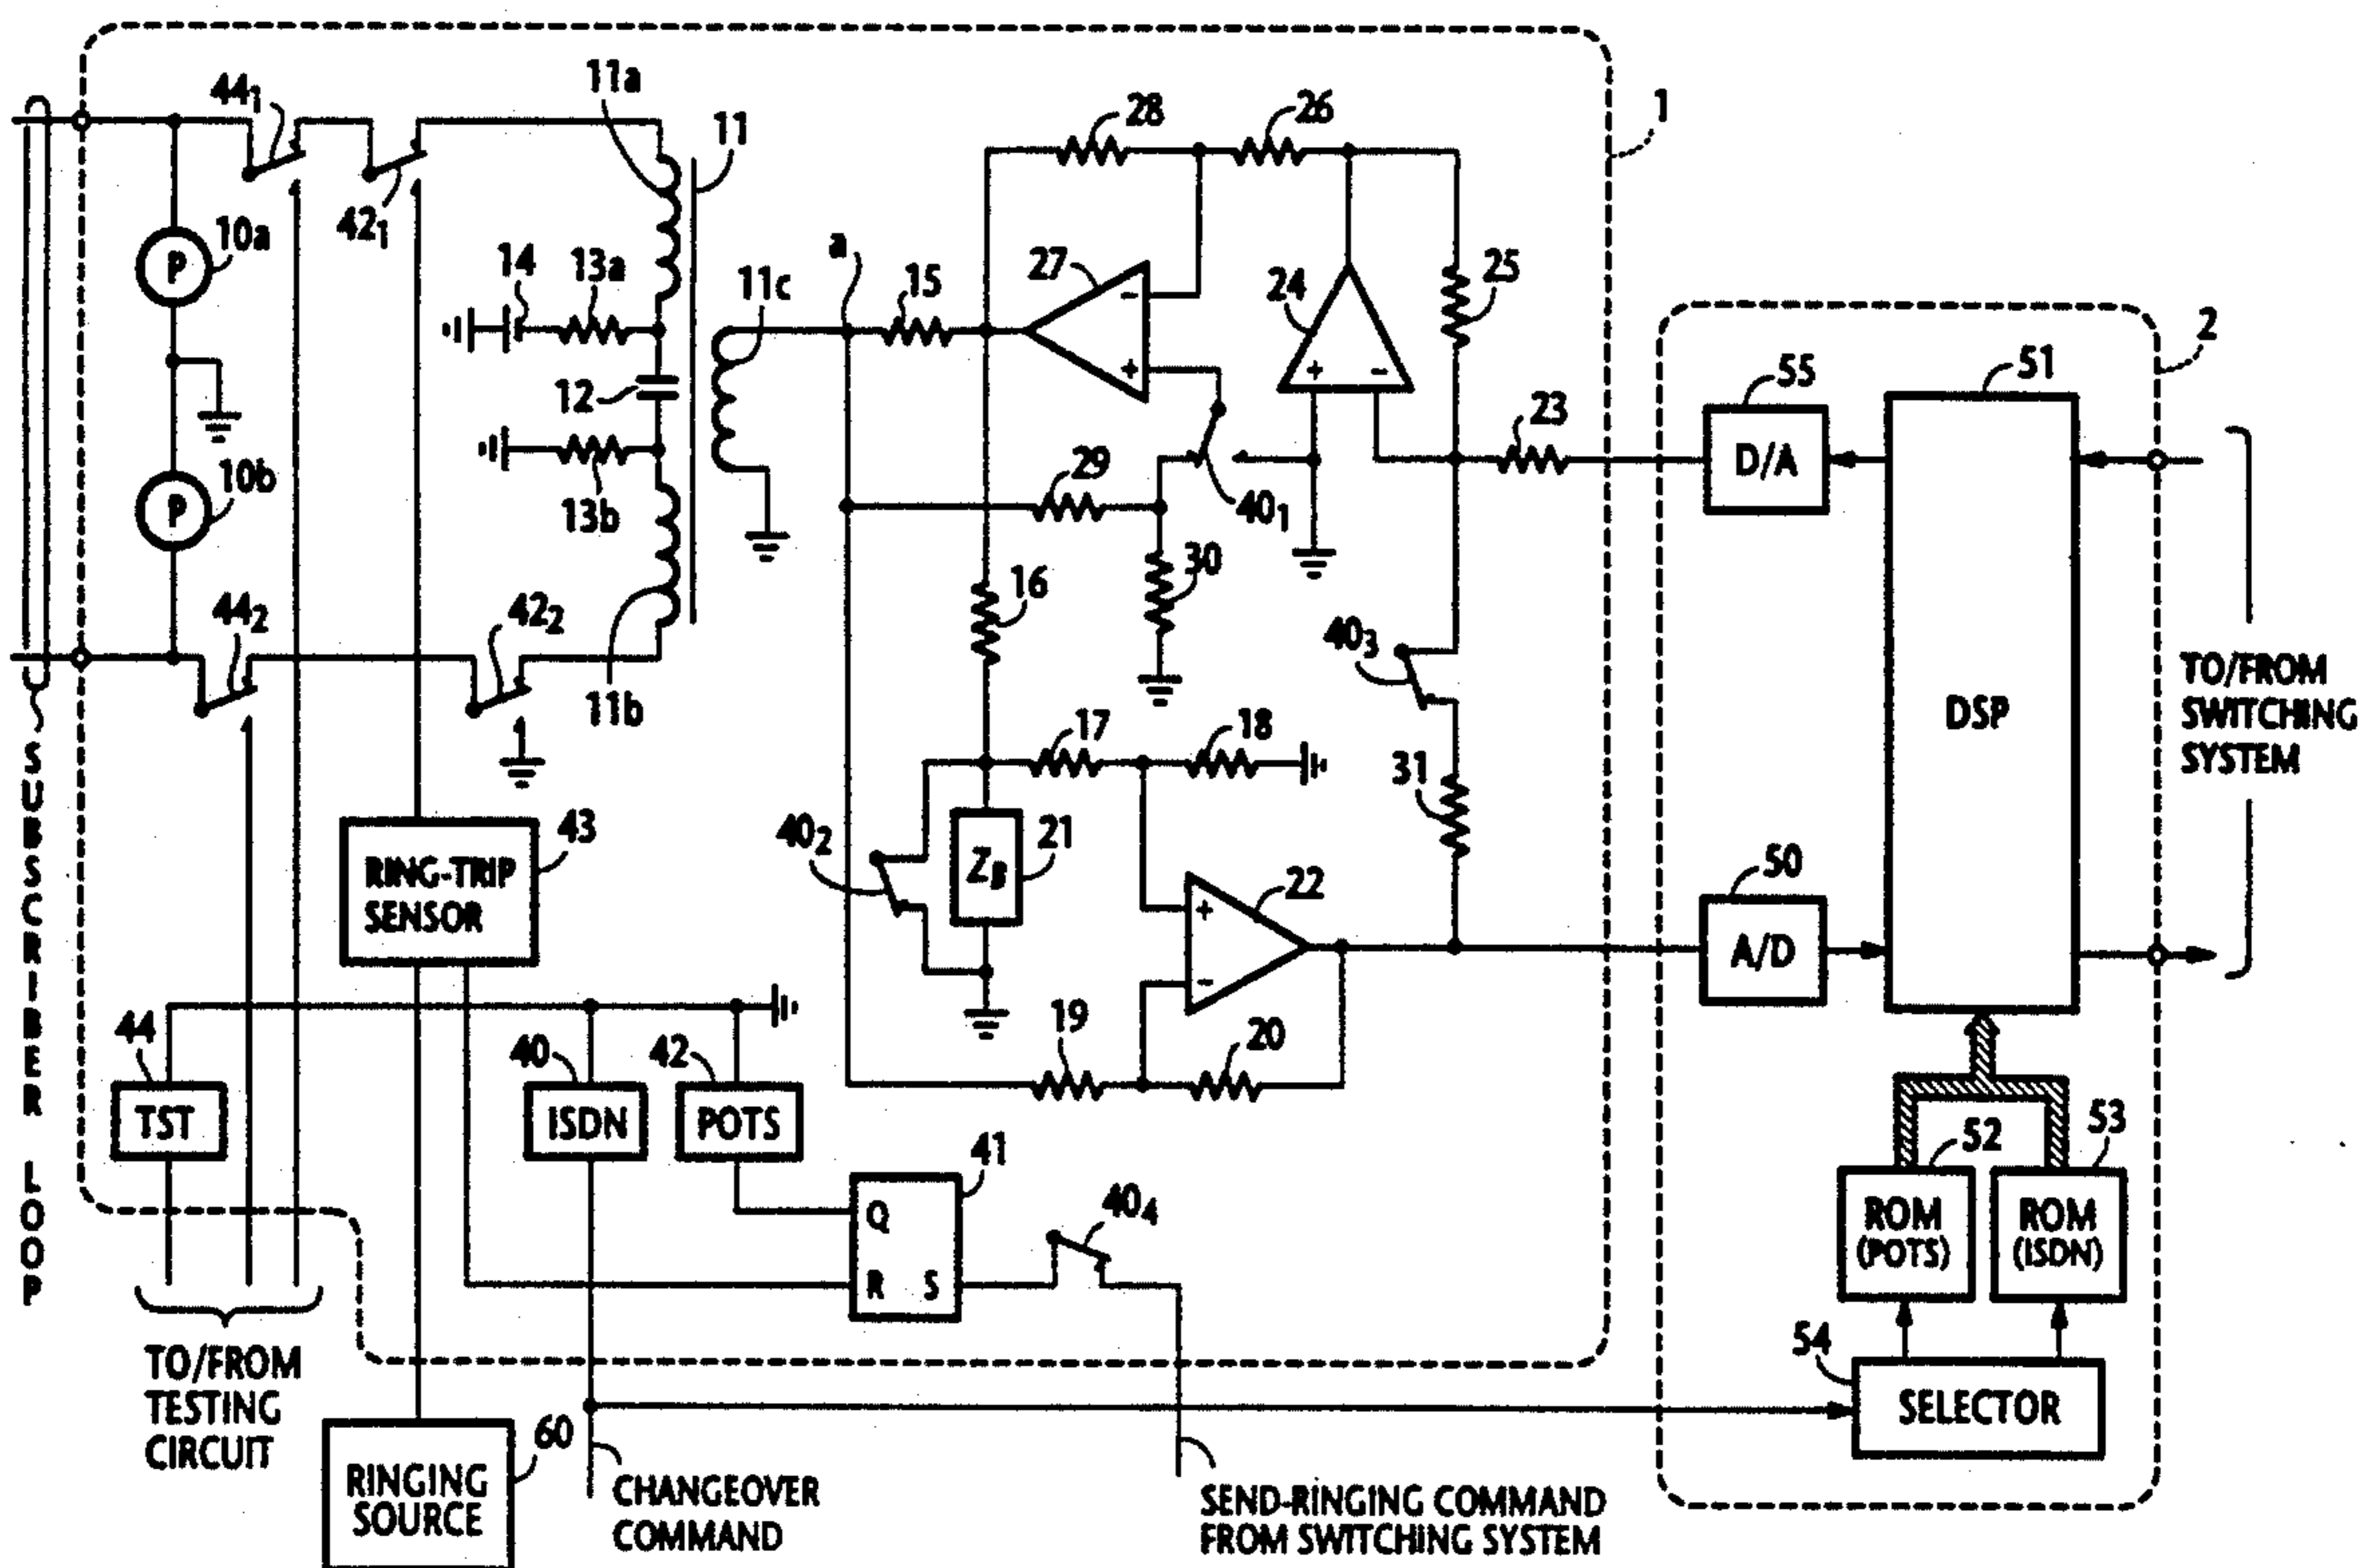 11a
44₁
11
28
26
1
42₁
10a
P
14
13a
a
15
11c
27
-
+
24
+
-
25
2
55
51
12
23
D/A
10b
P
13b
29
40₁
30
16
40₃
44₂
42₂
11b
DSP
TO/FROM
SWITCHING
SYSTEM
17
18
31
43
RING-TRIP
SENSOR
40₂
Z_B
21
22
+
-
50
A/D
SUBSCRIBER LOOP
44
TST
40
ISDN
42
POTS
19
20
41
Q
R
S
40₄
52
53
ROM
(POTS)
ROM
(ISDN)
54
SELECTOR
TO/FROM
TESTING
CIRCUIT
60
RINGING
SOURCE
CHANGEOVER
COMMAND
SEND-RINGING COMMAND
FROM SWITCHING SYSTEM